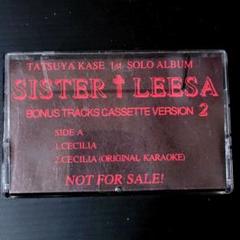 TATSUYA KASE 1st SOLO ALBUM
SISTER✝LEESA
BONUS TRACKS CASSETTE VERSION 2
SIDE A
1.CECILIA
2.CECILIA (ORIGINAL KARAOKE)
NOT FOR SALE!